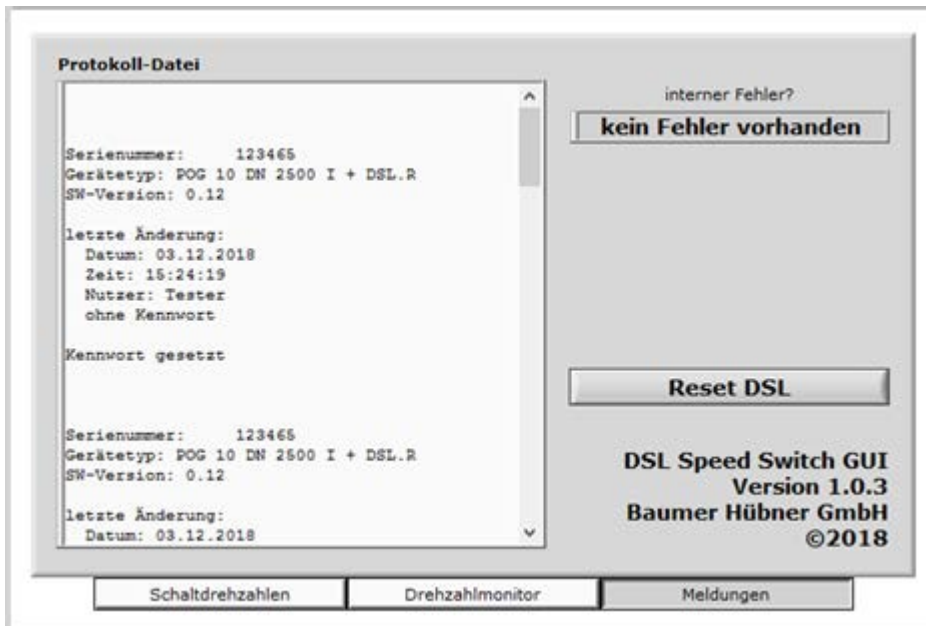 Protokoll-Datei
Serienummer: 123465
Gerätetyp: POG 10 DN 2500 I + DSL.R
SW-Version: 0.12
letzte Änderung:
Datum: 03.12.2018
Zeit: 15:24:19
Nutzer: Tester
ohne Kennwort
Kennwort gesetzt
Serienummer: 123465
Gerätetyp: POG 10 DN 2500 I + DSL.R
SW-Version: 0.12
letzte Änderung:
Datum: 03.12.2018
interner Fehler?
kein Fehler vorhanden
Reset DSL
DSL Speed Switch GUI
Version 1.0.3
Baumer Hübner GmbH
©2018
Schaltdrehzahlen
Drehzahlmonitor
Meldungen